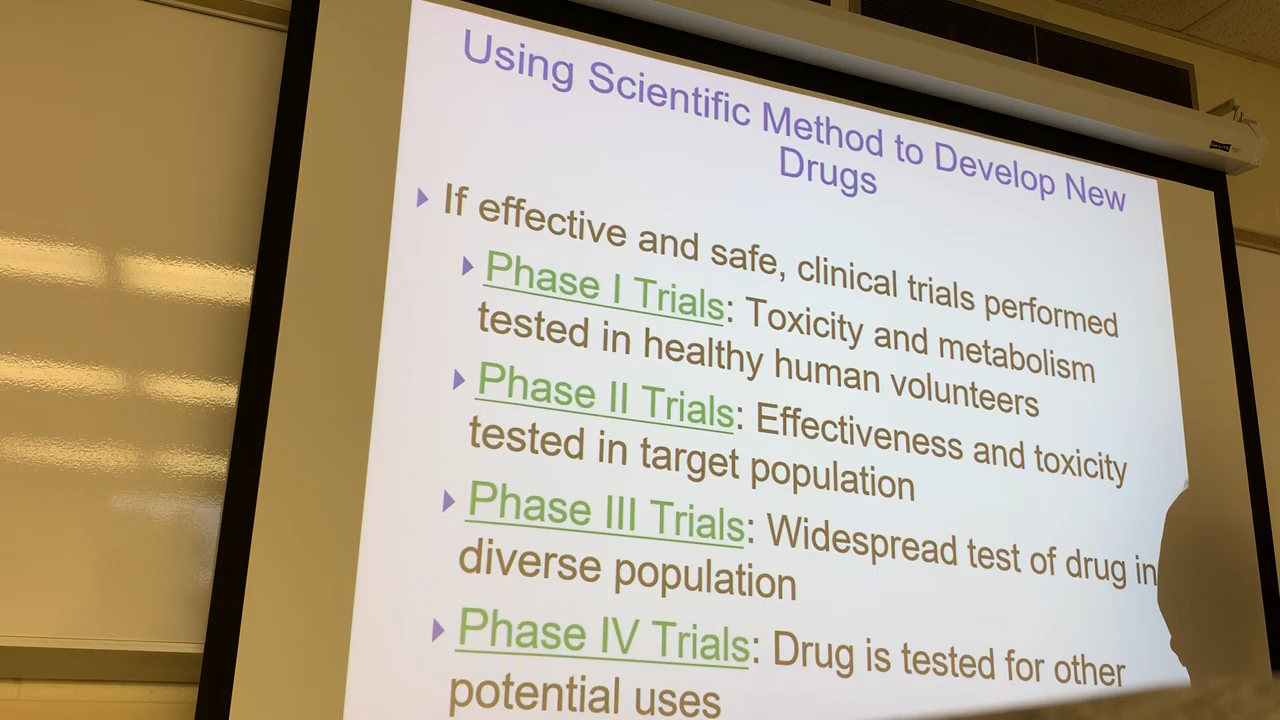 Using Scientific Method to Develop New
Drugs
If effective and safe, clinical trials performed
Phase I Trials: Toxicity and metabolism
tested in healthy human volunteers
Phase II Trials: Effectiveness and toxicity
tested in target population
Phase III Trials: Widespread test of drug in
diverse population
Phase IV Trials: Drug is tested for other
potential uses
DA-LITE